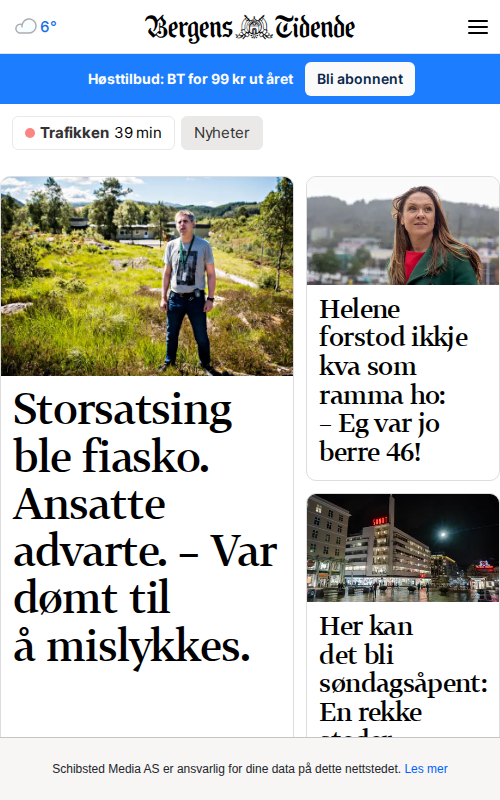 6°
Bergens Tidende
Høsttilbud: BT for 99 kr ut året
Bli abonnent
Trafikken 39 min
Nyheter
Storsatsing
ble fiasko.
Ansatte
advarte. – Var
dømt til
å mislykkes.
Helene
forstod ikkje
kva som
ramma ho:
– Eg var jo
berre 46!
SUNDT
Her kan
det bli
søndagsåpent:
En rekke
steder
Schibsted Media AS er ansvarlig for dine data på dette nettstedet. Les mer